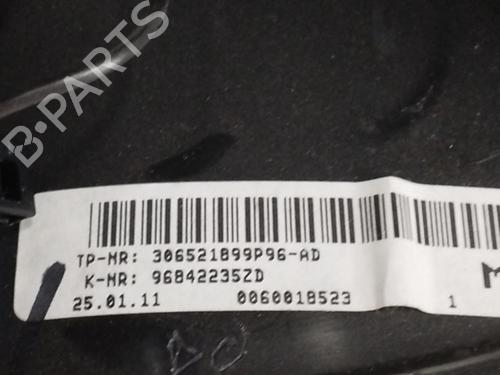 B-PARTS
TP-NR: 306521899P96-AD
K-NR: 96842235ZD
25.01.11 0060018523 1